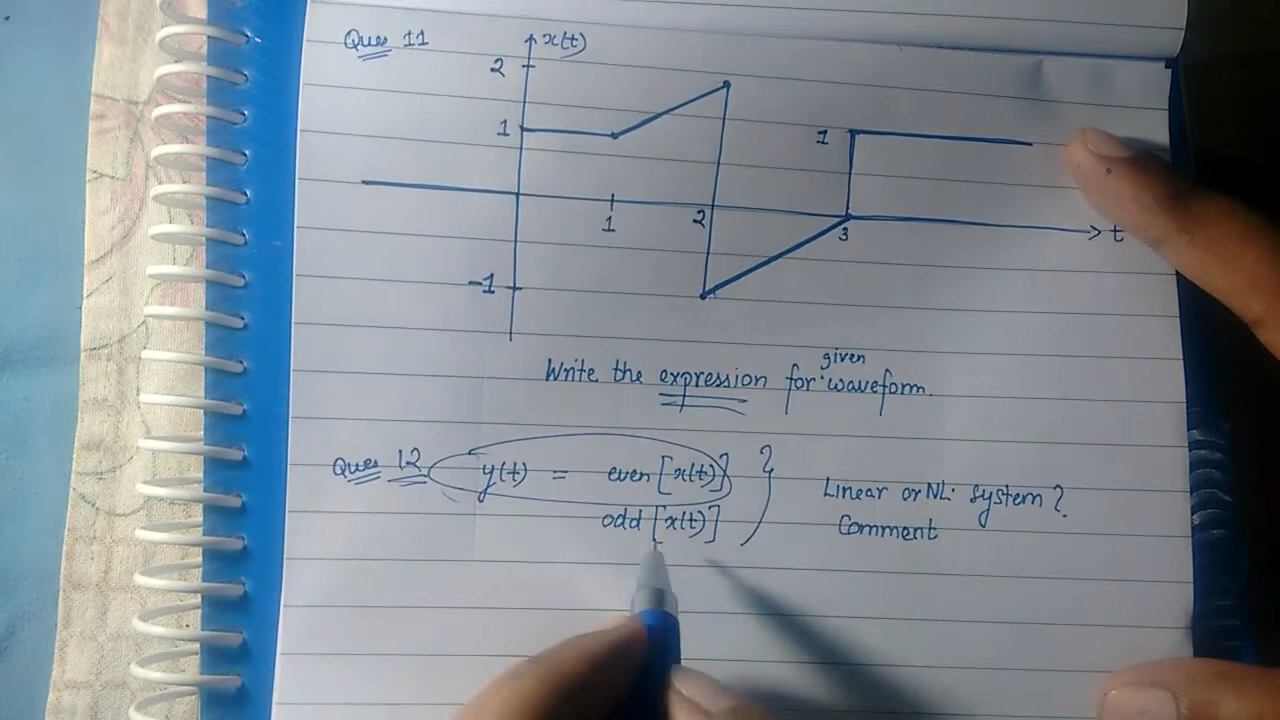 Ques 11
x(t)
2
1
1
1
2
3
t
-1
Write the expression for given waveform.
Ques 12 y(t) = even [x(t)]
odd [x(t)]
Linear or NL. system?
Comment